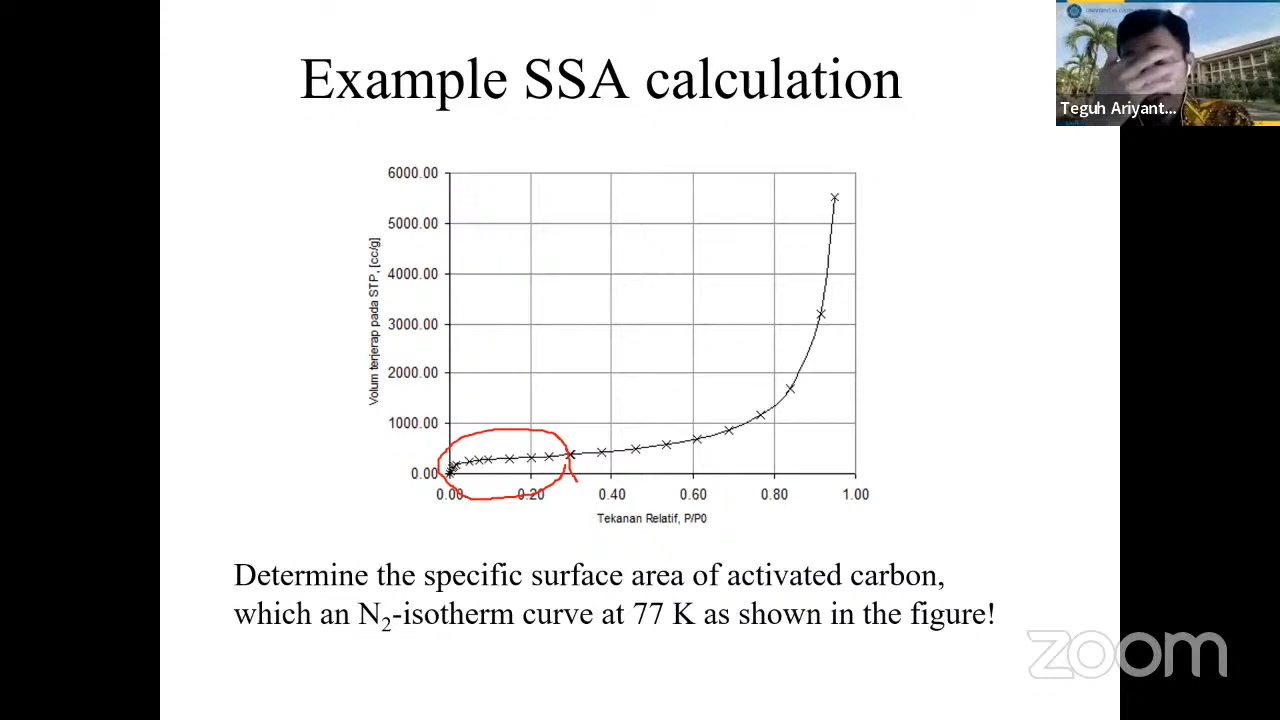 Example SSA calculation
Teguh Ariyant...
6000.00
5000.00
4000.00
3000.00
2000.00
1000.00
0.00
Volum terjerap pada STP, [cc/g]
0.00 0.20 0.40 0.60 0.80 1.00
Tekanan Relatif, P/P0
Determine the specific surface area of activated carbon,
which an N2-isotherm curve at 77 K as shown in the figure!
zoom